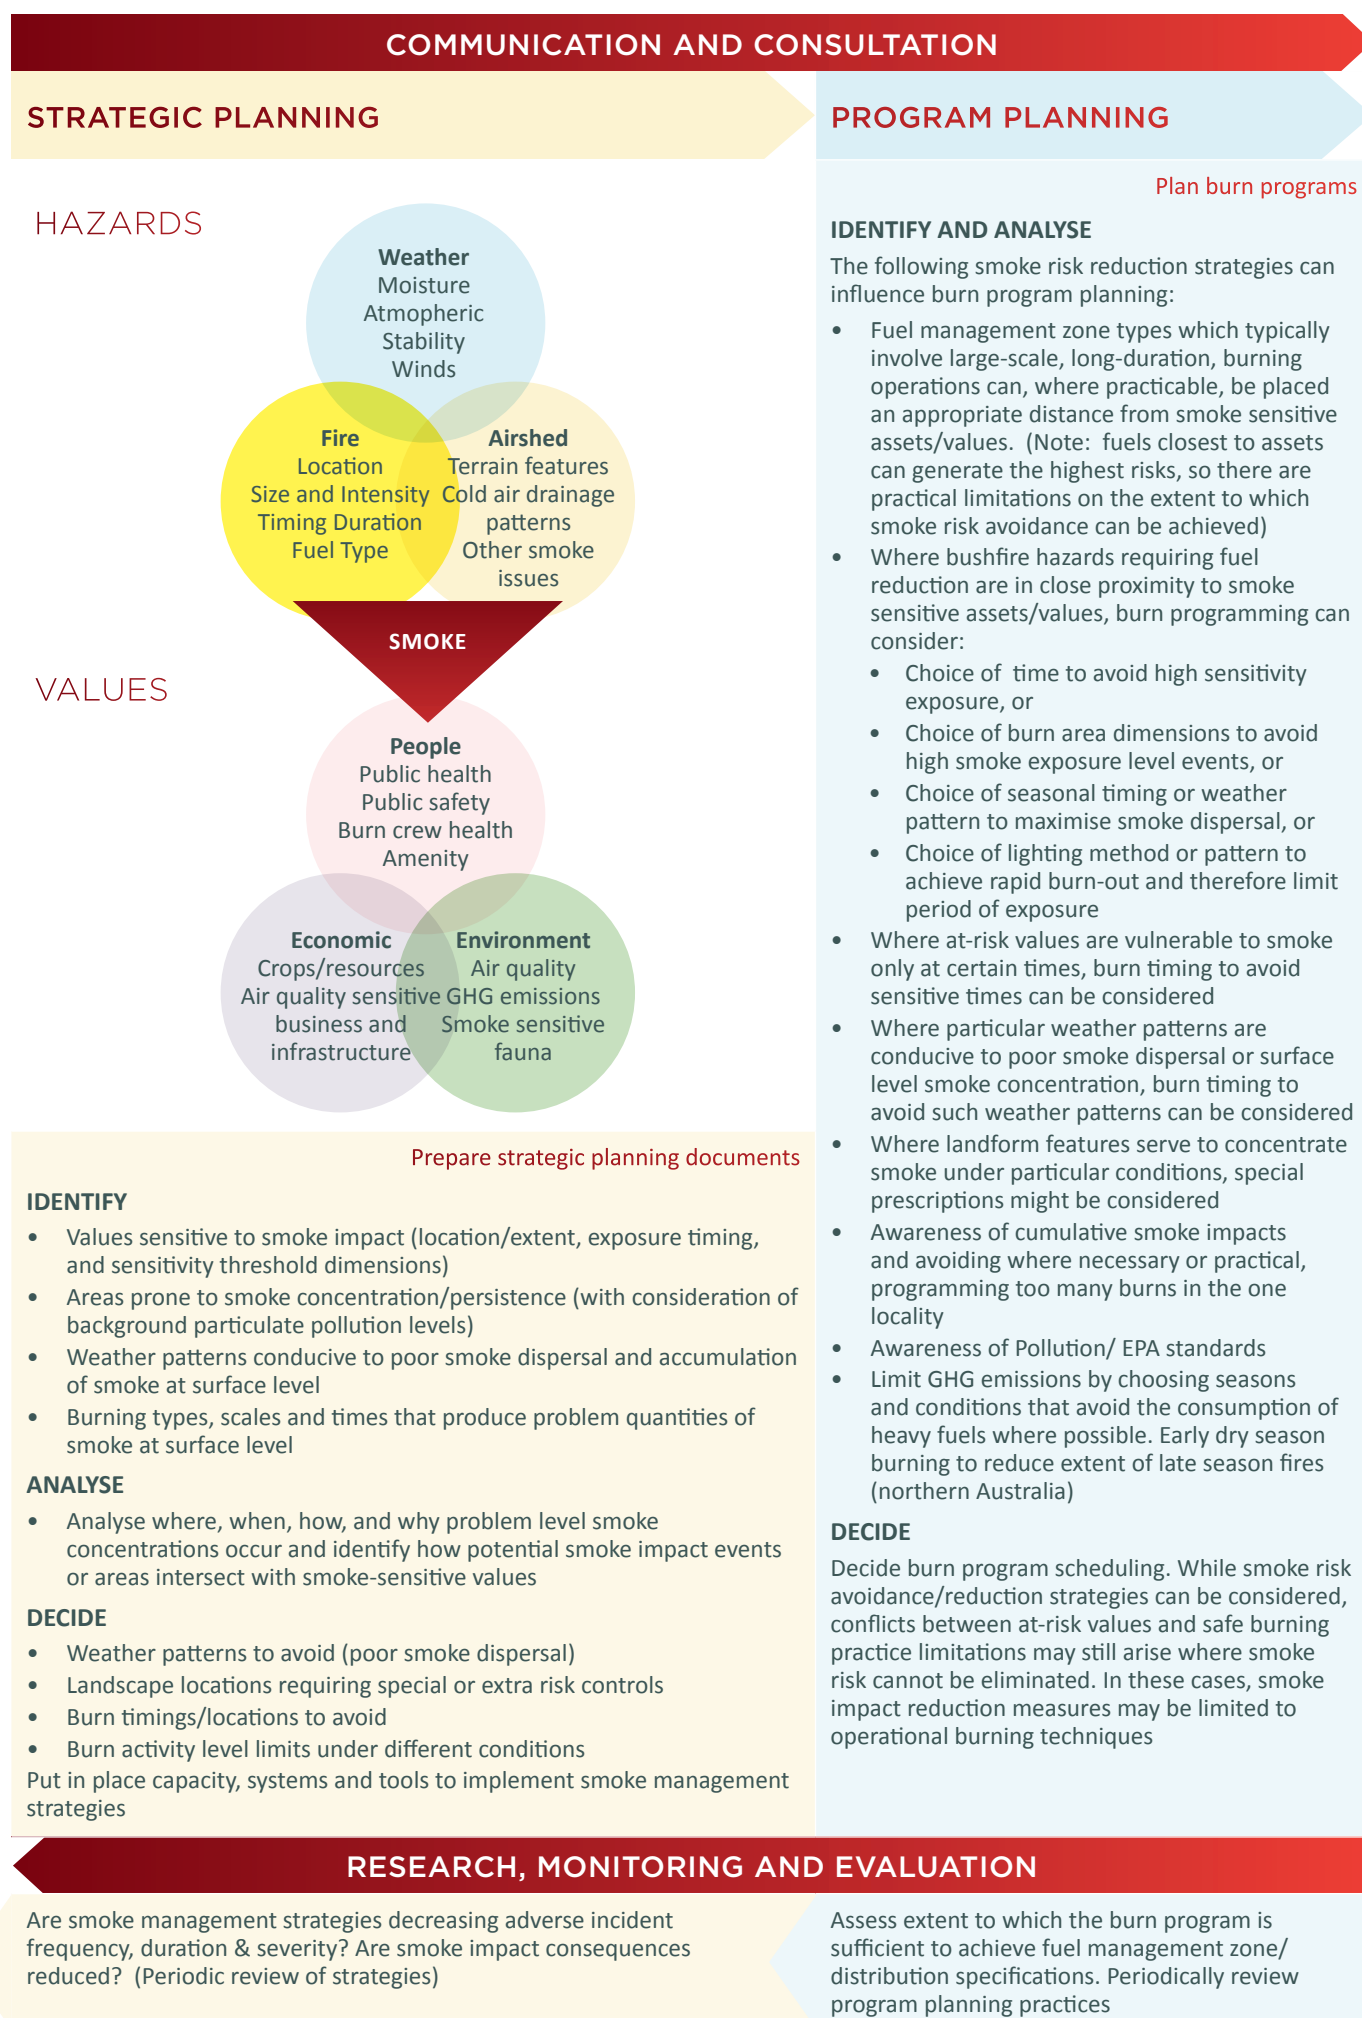 COMMUNICATION AND CONSULTATION
STRATEGIC PLANNING
HAZARDS
Weather
Moisture
Atmopheric
Stability
Winds
Fire
Location
Size and Intensity
Timing Duration
Fuel Type
Airshed
Terrain features
Cold air drainage
patterns
Other smoke
issues
SMOKE
VALUES
People
Public health
Public safety
Burn crew health
Amenity
Economic
Crops/resources
Air quality sensitive
business and
infrastructure
Environment
Air quality
GHG emissions
Smoke sensitive
fauna
Prepare strategic planning documents
IDENTIFY
• Values sensitive to smoke impact (location/extent, exposure timing,
and sensitivity threshold dimensions)
• Areas prone to smoke concentration/persistence (with consideration of
background particulate pollution levels)
• Weather patterns conducive to poor smoke dispersal and accumulation
of smoke at surface level
• Burning types, scales and times that produce problem quantities of
smoke at surface level
ANALYSE
• Analyse where, when, how, and why problem level smoke
concentrations occur and identify how potential smoke impact events
or areas intersect with smoke-sensitive values
DECIDE
• Weather patterns to avoid (poor smoke dispersal)
• Landscape locations requiring special or extra risk controls
• Burn timings/locations to avoid
• Burn activity level limits under different conditions
Put in place capacity, systems and tools to implement smoke management
strategies
PROGRAM PLANNING
Plan burn programs
IDENTIFY AND ANALYSE
The following smoke risk reduction strategies can
influence burn program planning:
• Fuel management zone types which typically
involve large-scale, long-duration, burning
operations can, where practicable, be placed
an appropriate distance from smoke sensitive
assets/values. (Note: fuels closest to assets
can generate the highest risks, so there are
practical limitations on the extent to which
smoke risk avoidance can be achieved)
• Where bushfire hazards requiring fuel
reduction are in close proximity to smoke
sensitive assets/values, burn programming can
consider:
• Choice of time to avoid high sensitivity
exposure, or
• Choice of burn area dimensions to avoid
high smoke exposure level events, or
• Choice of seasonal timing or weather
pattern to maximise smoke dispersal, or
• Choice of lighting method or pattern to
achieve rapid burn-out and therefore limit
period of exposure
• Where at-risk values are vulnerable to smoke
only at certain times, burn timing to avoid
sensitive times can be considered
• Where particular weather patterns are
conducive to poor smoke dispersal or surface
level smoke concentration, burn timing to
avoid such weather patterns can be considered
• Where landform features serve to concentrate
smoke under particular conditions, special
prescriptions might be considered
• Awareness of cumulative smoke impacts
and avoiding where necessary or practical,
programming too many burns in the one
locality
• Awareness of Pollution/ EPA standards
• Limit GHG emissions by choosing seasons
and conditions that avoid the consumption of
heavy fuels where possible. Early dry season
burning to reduce extent of late season fires
(northern Australia)
DECIDE
Decide burn program scheduling. While smoke risk
avoidance/reduction strategies can be considered,
conflicts between at-risk values and safe burning
practice limitations may still arise where smoke
risk cannot be eliminated. In these cases, smoke
impact reduction measures may be limited to
operational burning techniques
RESEARCH, MONITORING AND EVALUATION
Are smoke management strategies decreasing adverse incident
frequency, duration & severity? Are smoke impact consequences
reduced? (Periodic review of strategies)
Assess extent to which the burn program is
sufficient to achieve fuel management zone/
distribution specifications. Periodically review
program planning practices